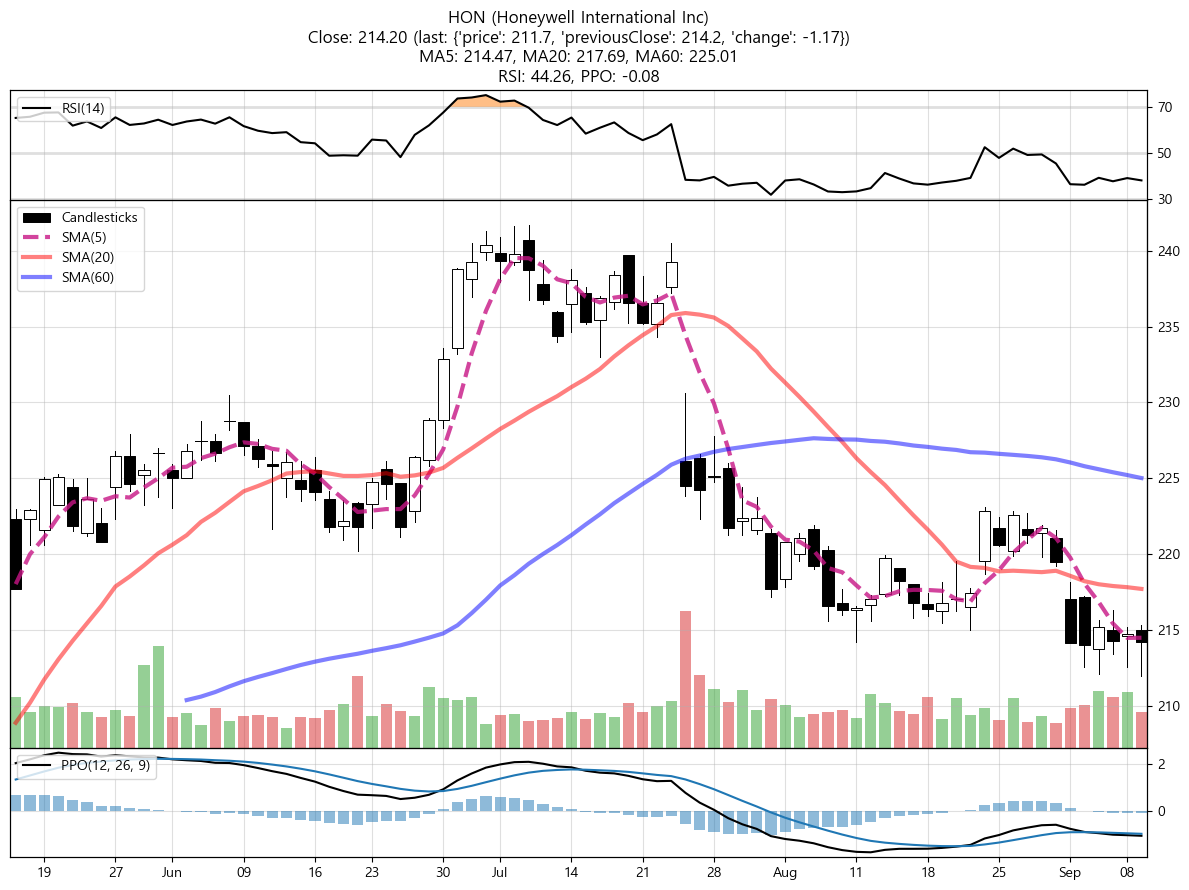 HON (Honeywell International Inc)
Close: 214.20 (last: {'price': 211.7, 'previousClose': 214.2, 'change': -1.17})
MA5: 214.47, MA20: 217.69, MA60: 225.01
RSI: 44.26, PPO: -0.08
RSI(14)
70
50
30
Candlesticks
SMA(5)
SMA(20)
SMA(60)
240
235
230
225
220
215
210
PPO(12, 26, 9)
2
0
19 27 Jun 09 16 23 30 Jul 14 21 28 Aug 11 18 25 Sep 08